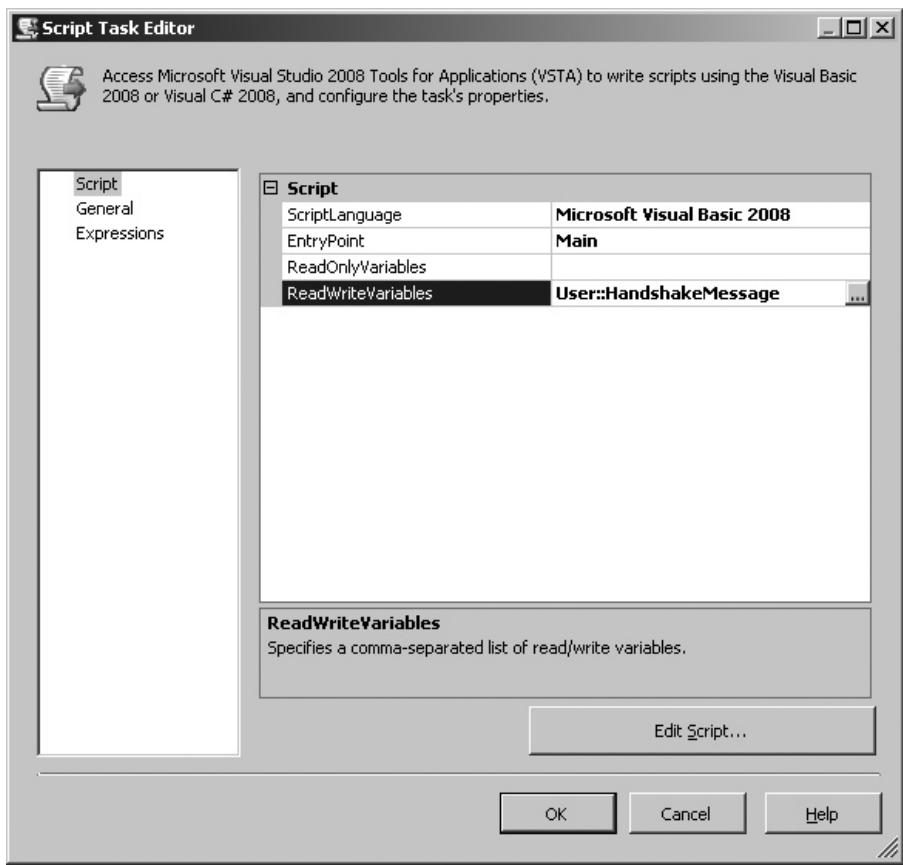 Script Task Editor
Access Microsoft Visual Studio 2008 Tools for Applications (VSTA) to write scripts using the Visual Basic
2008 or Visual C# 2008, and configure the task's properties.
Script
General
Expressions
Script
ScriptLanguage Microsoft Visual Basic 2008
EntryPoint Main
ReadOnlyVariables
ReadWriteVariables User::HandshakeMessage ...
ReadWriteVariables
Specifies a comma-separated list of read/write variables.
Edit Script...
OK Cancel Help